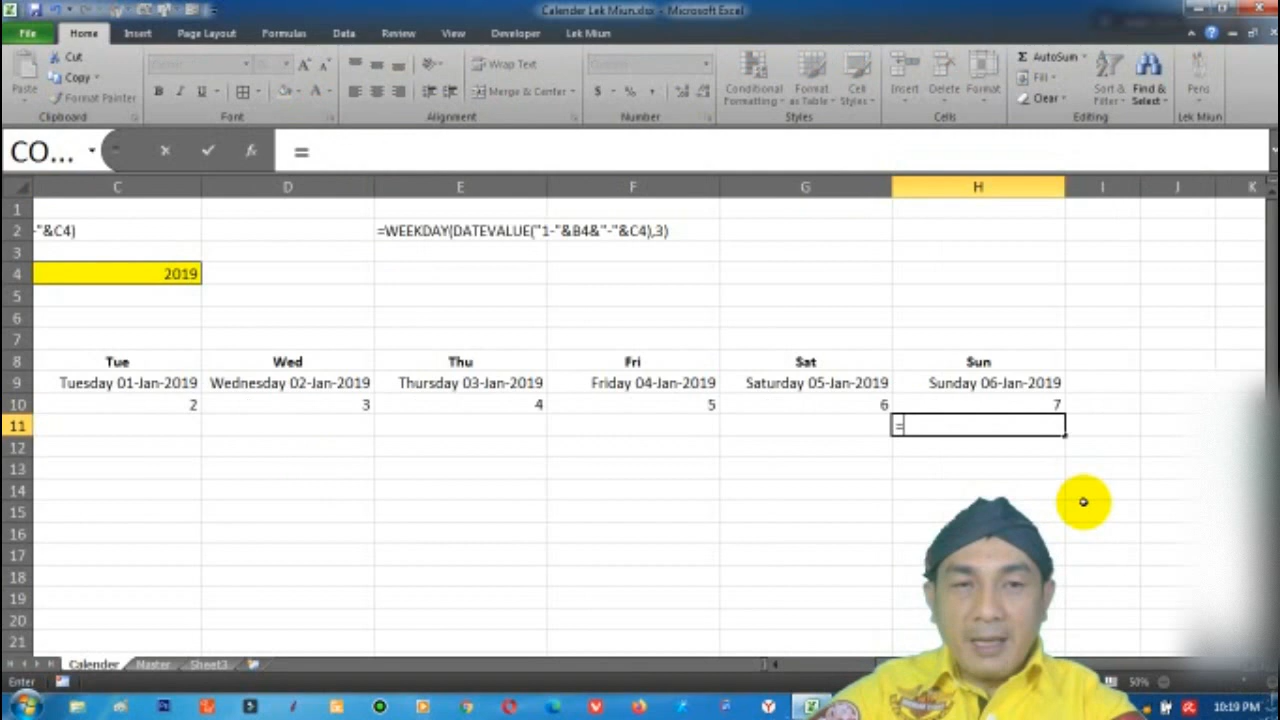 Calender Lek Miun.xlsx - Microsoft Excel
File Home Insert Page Layout Formulas Data Review View Developer Lek Miun
Cut
Copy
Format Painter
Paste
Wrap Text
Merge & Center
$ %
Conditional Formatting
Format as Table
Cell Styles
Insert Delete Format
Σ AutoSum
Fill
Clear
Sort & Filter
Find & Select
Pens
B I U A
Clipboard Font Alignment Number Styles Cells Editing Lek Miun
CO... fx =
C D E F G H I J K
1
2 -"&C4) =WEEKDAY(DATEVALUE("1-"&B4&"-"&C4),3)
3
4 2019
5
6
7
8 Tue Wed Thu Fri Sat Sun
9 Tuesday 01-Jan-2019 Wednesday 02-Jan-2019 Thursday 03-Jan-2019 Friday 04-Jan-2019 Saturday 05-Jan-2019 Sunday 06-Jan-2019
10 2 3 4 5 6 7
11 =
12
13
14
15
16
17
18
19
20
21
Calender Master Sheet3
Enter 50%
10:19 PM